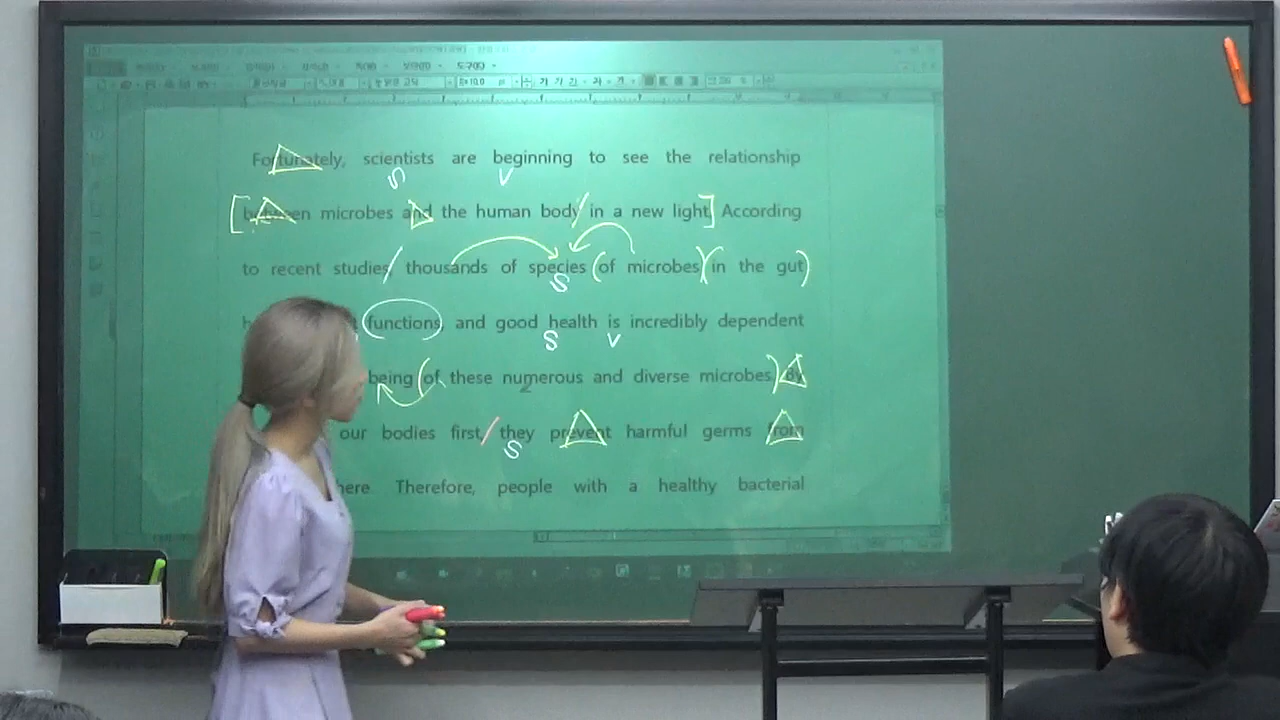 Fortunately, scientists are beginning to see the relationship
S V
between microbes and the human body in a new light. According
to recent studies, thousands of species of microbes in the gut
S
functions, and good health is incredibly dependent
S V
being of these numerous and diverse microbes. By
our bodies first, they prevent harmful germs from
S
here. Therefore, people with a healthy bacterial